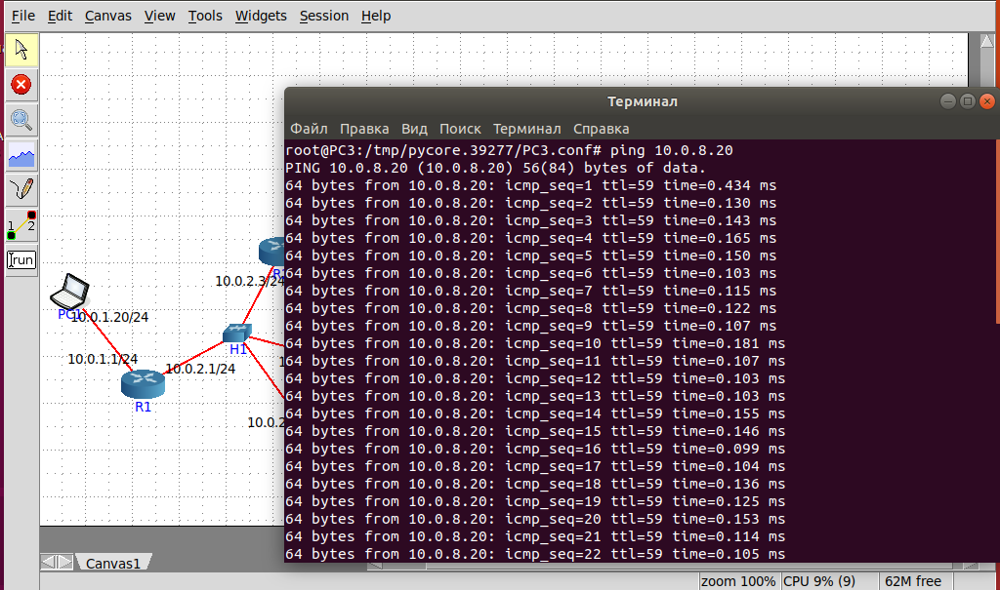 File Edit Canvas View Tools Widgets Session Help
Терминал
Файл Правка Вид Поиск Терминал Справка
root@PC3:/tmp/pycore.39277/PC3.conf# ping 10.0.8.20
PING 10.0.8.20 (10.0.8.20) 56(84) bytes of data.
64 bytes from 10.0.8.20: icmp_seq=1 ttl=59 time=0.434 ms
64 bytes from 10.0.8.20: icmp_seq=2 ttl=59 time=0.130 ms
64 bytes from 10.0.8.20: icmp_seq=3 ttl=59 time=0.143 ms
64 bytes from 10.0.8.20: icmp_seq=4 ttl=59 time=0.165 ms
64 bytes from 10.0.8.20: icmp_seq=5 ttl=59 time=0.150 ms
64 bytes from 10.0.8.20: icmp_seq=6 ttl=59 time=0.103 ms
64 bytes from 10.0.8.20: icmp_seq=7 ttl=59 time=0.115 ms
64 bytes from 10.0.8.20: icmp_seq=8 ttl=59 time=0.122 ms
64 bytes from 10.0.8.20: icmp_seq=9 ttl=59 time=0.107 ms
64 bytes from 10.0.8.20: icmp_seq=10 ttl=59 time=0.181 ms
64 bytes from 10.0.8.20: icmp_seq=11 ttl=59 time=0.107 ms
64 bytes from 10.0.8.20: icmp_seq=12 ttl=59 time=0.103 ms
64 bytes from 10.0.8.20: icmp_seq=13 ttl=59 time=0.103 ms
64 bytes from 10.0.8.20: icmp_seq=14 ttl=59 time=0.155 ms
64 bytes from 10.0.8.20: icmp_seq=15 ttl=59 time=0.146 ms
64 bytes from 10.0.8.20: icmp_seq=16 ttl=59 time=0.099 ms
64 bytes from 10.0.8.20: icmp_seq=17 ttl=59 time=0.104 ms
64 bytes from 10.0.8.20: icmp_seq=18 ttl=59 time=0.136 ms
64 bytes from 10.0.8.20: icmp_seq=19 ttl=59 time=0.125 ms
64 bytes from 10.0.8.20: icmp_seq=20 ttl=59 time=0.153 ms
64 bytes from 10.0.8.20: icmp_seq=21 ttl=59 time=0.114 ms
64 bytes from 10.0.8.20: icmp_seq=22 ttl=59 time=0.105 ms
1 2
run
10.0.2.3/24
PC1
10.0.1.20/24
H1
10.0.1.1/24
10.0.2.1/24
R1
10.0.2
Canvas1
zoom 100% CPU 9% (9) 62M free